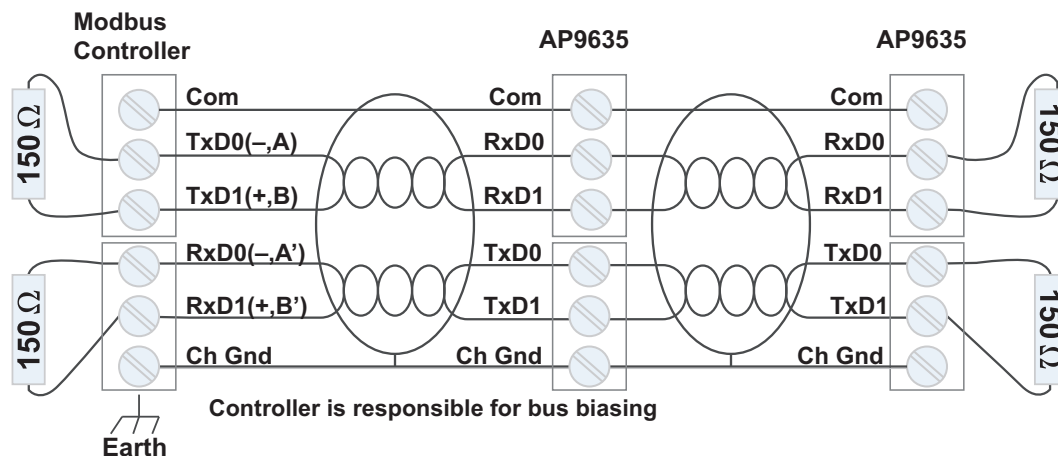 Modbus
Controller
AP9635
AP9635
150 Ω
Com
Com
Com
150 Ω
TxD0(–,A)
RxD0
RxD0
TxD1(+,B)
RxD1
RxD1
150 Ω
RxD0(–,A’)
TxD0
TxD0
150 Ω
RxD1(+,B’)
TxD1
TxD1
Ch Gnd
Ch Gnd
Ch Gnd
Controller is responsible for bus biasing
Earth